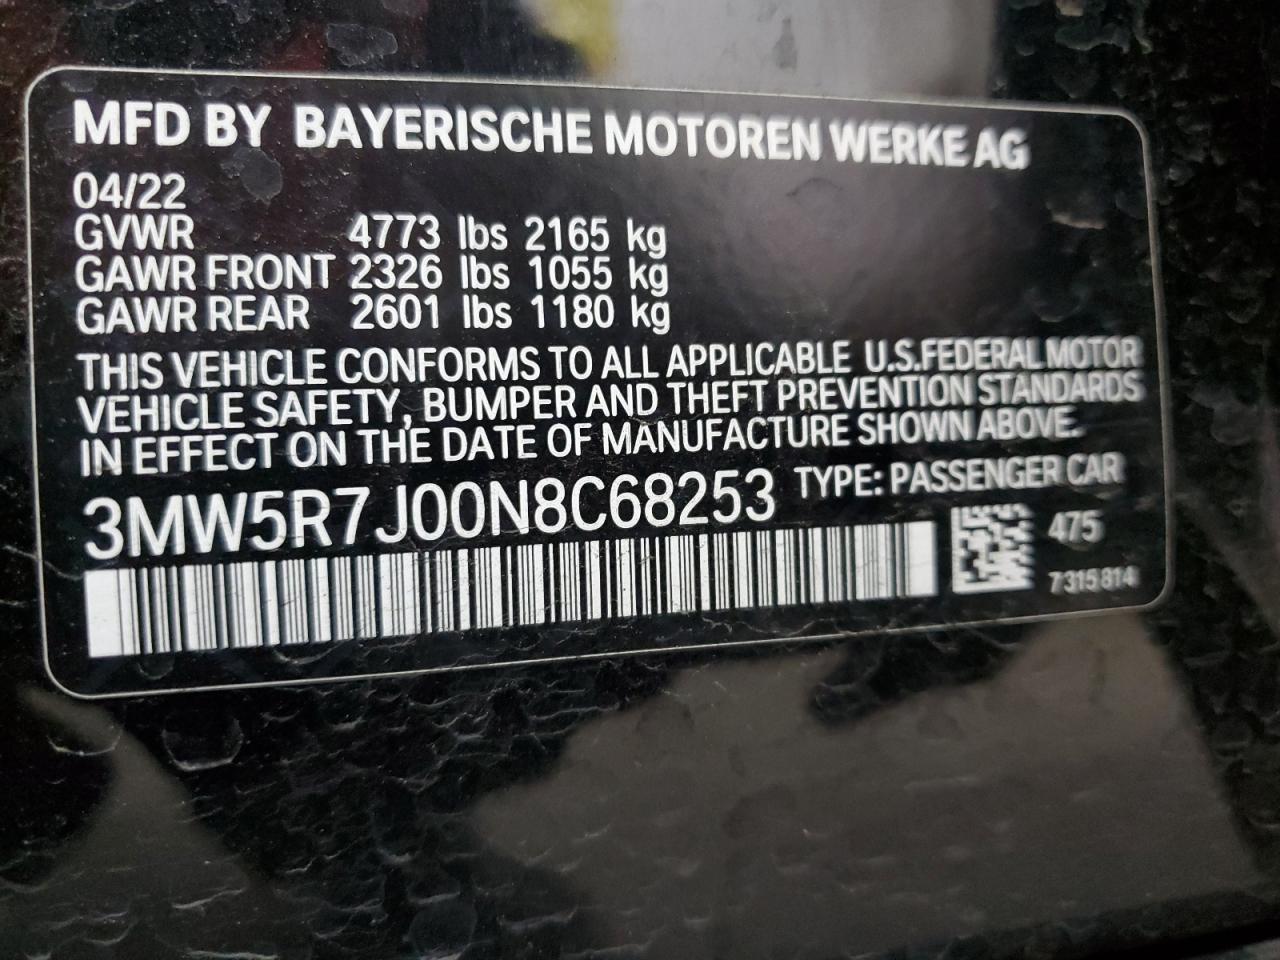 MFD BY BAYERISCHE MOTOREN WERKE AG
04/22
GVWR 4773 lbs 2165 kg
GAWR FRONT 2326 lbs 1055 kg
GAWR REAR 2601 lbs 1180 kg
THIS VEHICLE CONFORMS TO ALL APPLICABLE U.S.FEDERAL MOTOR
VEHICLE SAFETY, BUMPER AND THEFT PREVENTION STANDARDS
IN EFFECT ON THE DATE OF MANUFACTURE SHOWN ABOVE.
3MW5R7J00N8C68253 TYPE: PASSENGER CAR
475
7315814